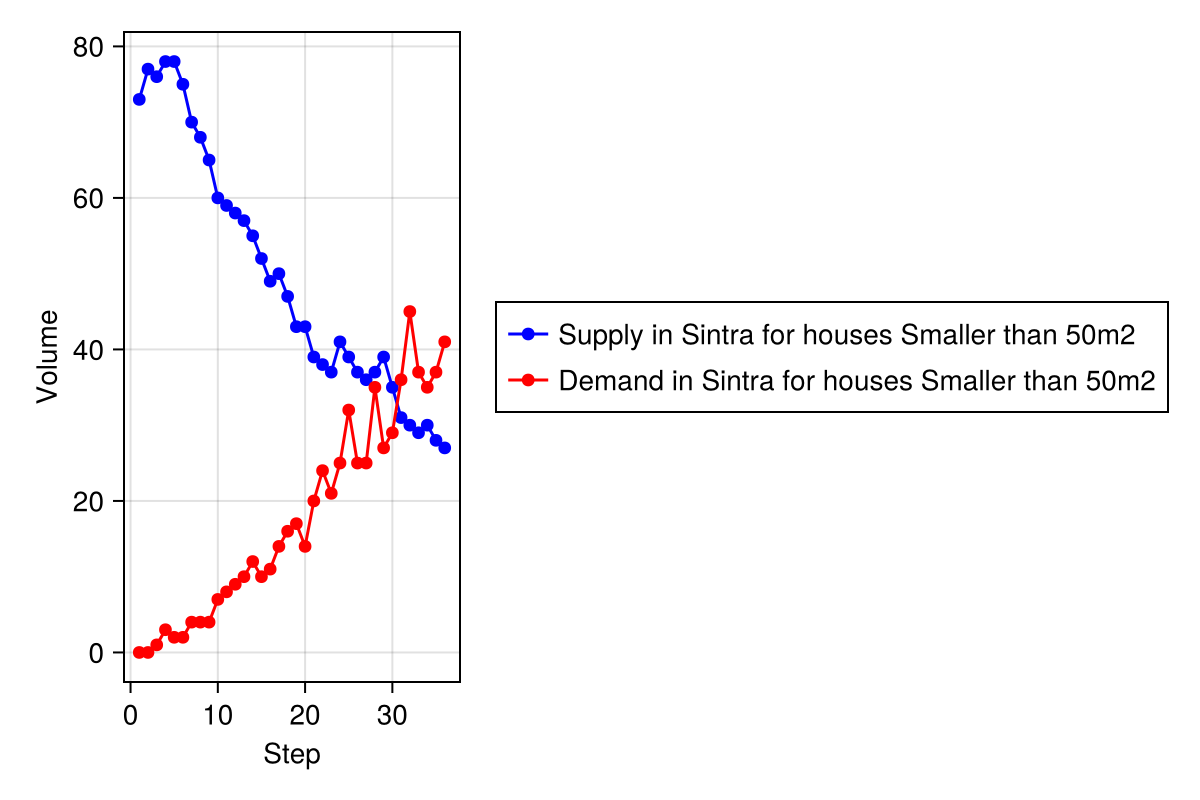 80
60
40
20
0
Volume
0 10 20 30
Step
Supply in Sintra for houses Smaller than 50m2
Demand in Sintra for houses Smaller than 50m2